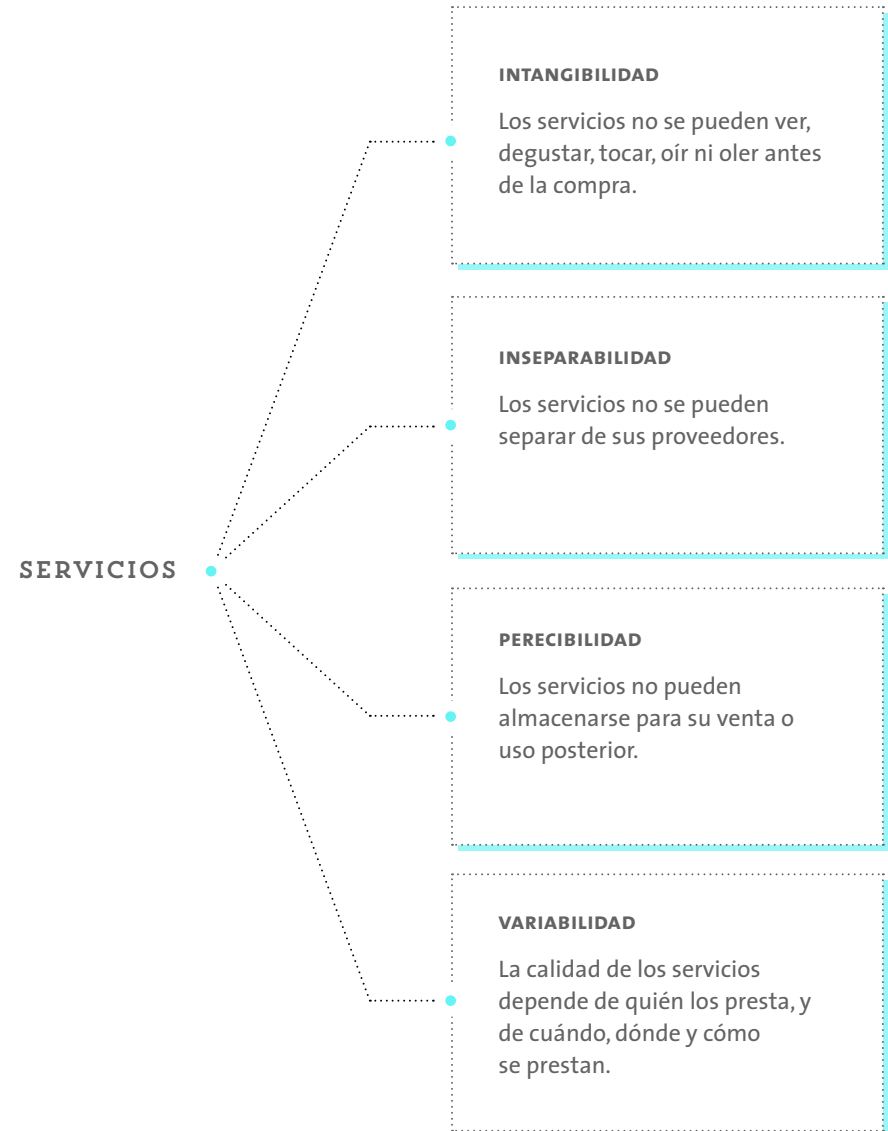 INTANGIBILIDAD
Los servicios no se pueden ver,
degustar, tocar, oír ni oler antes
de la compra.
INSEPARABILIDAD
Los servicios no se pueden
separar de sus proveedores.
SERVICIOS
PERECIBILIDAD
Los servicios no pueden
almacenarse para su venta o
uso posterior.
VARIABILIDAD
La calidad de los servicios
depende de quién los presta, y
de cuándo, dónde y cómo
se prestan.